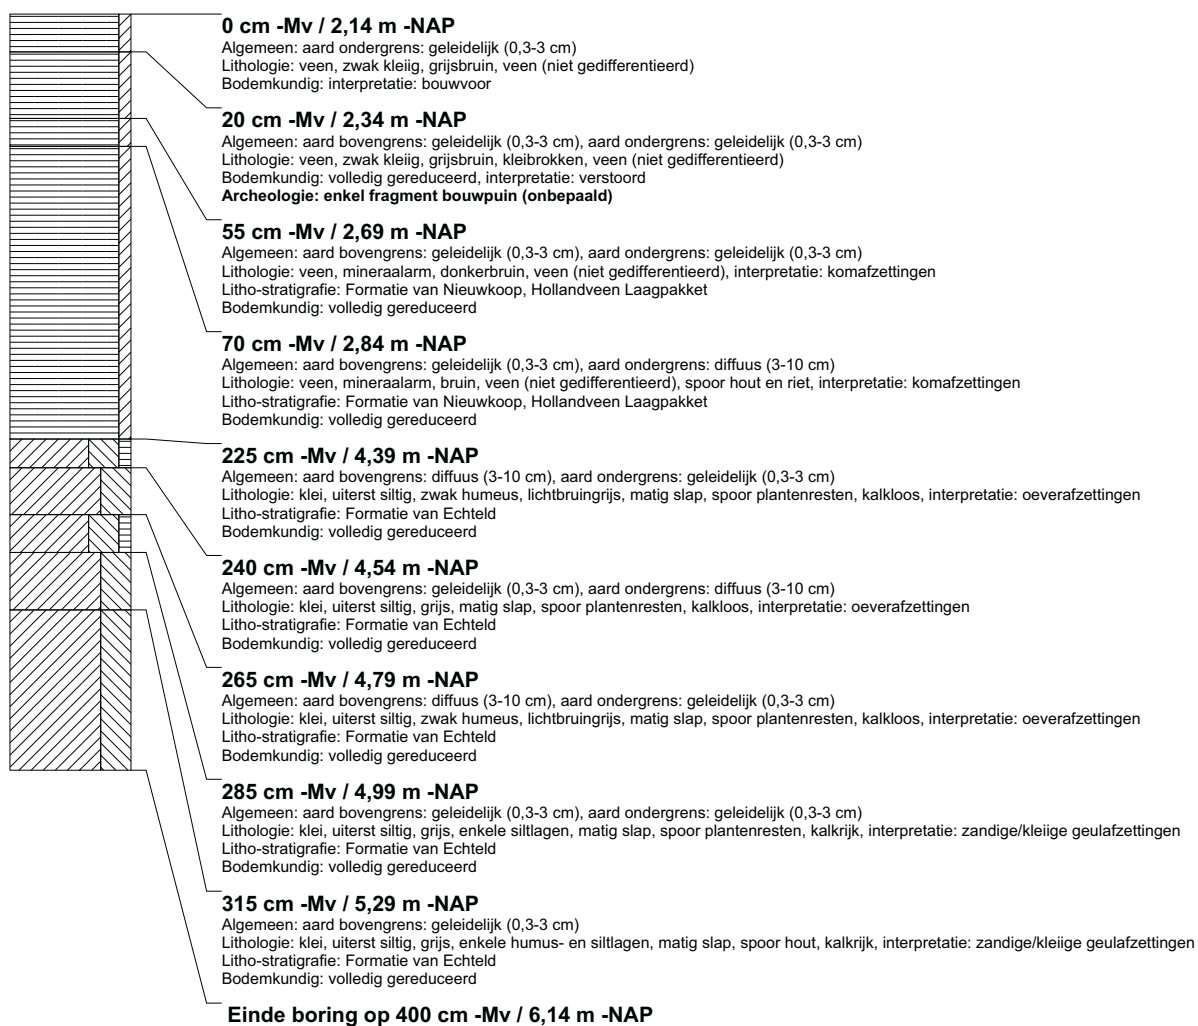 0 cm -Mv / 2,14 m -NAP
Algemeen: aard ondergrens: geleidelijk (0,3-3 cm)
Lithologie: veen, zwak kleiig, grijsbruin, veen (niet gedifferentieerd)
Bodemkundig: interpretatie: bouwvoor
20 cm -Mv / 2,34 m -NAP
Algemeen: aard bovengrens: geleidelijk (0,3-3 cm), aard ondergrens: geleidelijk (0,3-3 cm)
Lithologie: veen, zwak kleiig, grijsbruin, kleibrokken, veen (niet gedifferentieerd)
Bodemkundig: volledig gereduceerd, interpretatie: verstoord
Archeologie: enkel fragment bouwpuin (onbepaald)
55 cm -Mv / 2,69 m -NAP
Algemeen: aard bovengrens: geleidelijk (0,3-3 cm), aard ondergrens: geleidelijk (0,3-3 cm)
Lithologie: veen, mineraalarm, donkerbruin, veen (niet gedifferentieerd), interpretatie: komafzettingen
Litho-stratigrafie: Formatie van Nieuwkoop, Hollandveen Laagpakket
Bodemkundig: volledig gereduceerd
70 cm -Mv / 2,84 m -NAP
Algemeen: aard bovengrens: geleidelijk (0,3-3 cm), aard ondergrens: diffuus (3-10 cm)
Lithologie: veen, mineraalarm, bruin, veen (niet gedifferentieerd), spoor hout en riet, interpretatie: komafzettingen
Litho-stratigrafie: Formatie van Nieuwkoop, Hollandveen Laagpakket
Bodemkundig: volledig gereduceerd
225 cm -Mv / 4,39 m -NAP
Algemeen: aard bovengrens: diffuus (3-10 cm), aard ondergrens: geleidelijk (0,3-3 cm)
Lithologie: klei, uiterst siltig, zwak humeus, lichtbruingrijs, matig slap, spoor plantenresten, kalkloos, interpretatie: oeverafzettingen
Litho-stratigrafie: Formatie van Echteld
Bodemkundig: volledig gereduceerd
240 cm -Mv / 4,54 m -NAP
Algemeen: aard bovengrens: geleidelijk (0,3-3 cm), aard ondergrens: diffuus (3-10 cm)
Lithologie: klei, uiterst siltig, grijs, matig slap, spoor plantenresten, kalkloos, interpretatie: oeverafzettingen
Litho-stratigrafie: Formatie van Echteld
Bodemkundig: volledig gereduceerd
265 cm -Mv / 4,79 m -NAP
Algemeen: aard bovengrens: diffuus (3-10 cm), aard ondergrens: geleidelijk (0,3-3 cm)
Lithologie: klei, uiterst siltig, zwak humeus, lichtbruingrijs, matig slap, spoor plantenresten, kalkloos, interpretatie: oeverafzettingen
Litho-stratigrafie: Formatie van Echteld
Bodemkundig: volledig gereduceerd
285 cm -Mv / 4,99 m -NAP
Algemeen: aard bovengrens: geleidelijk (0,3-3 cm), aard ondergrens: geleidelijk (0,3-3 cm)
Lithologie: klei, uiterst siltig, grijs, enkele siltlagen, matig slap, spoor plantenresten, kalkrijk, interpretatie: zandige/kleiige geulafzettingen
Litho-stratigrafie: Formatie van Echteld
Bodemkundig: volledig gereduceerd
315 cm -Mv / 5,29 m -NAP
Algemeen: aard bovengrens: geleidelijk (0,3-3 cm)
Lithologie: klei, uiterst siltig, grijs, enkele humus- en siltlagen, matig slap, spoor hout, kalkrijk, interpretatie: zandige/kleiige geulafzettingen
Litho-stratigrafie: Formatie van Echteld
Bodemkundig: volledig gereduceerd
Einde boring op 400 cm -Mv / 6,14 m -NAP